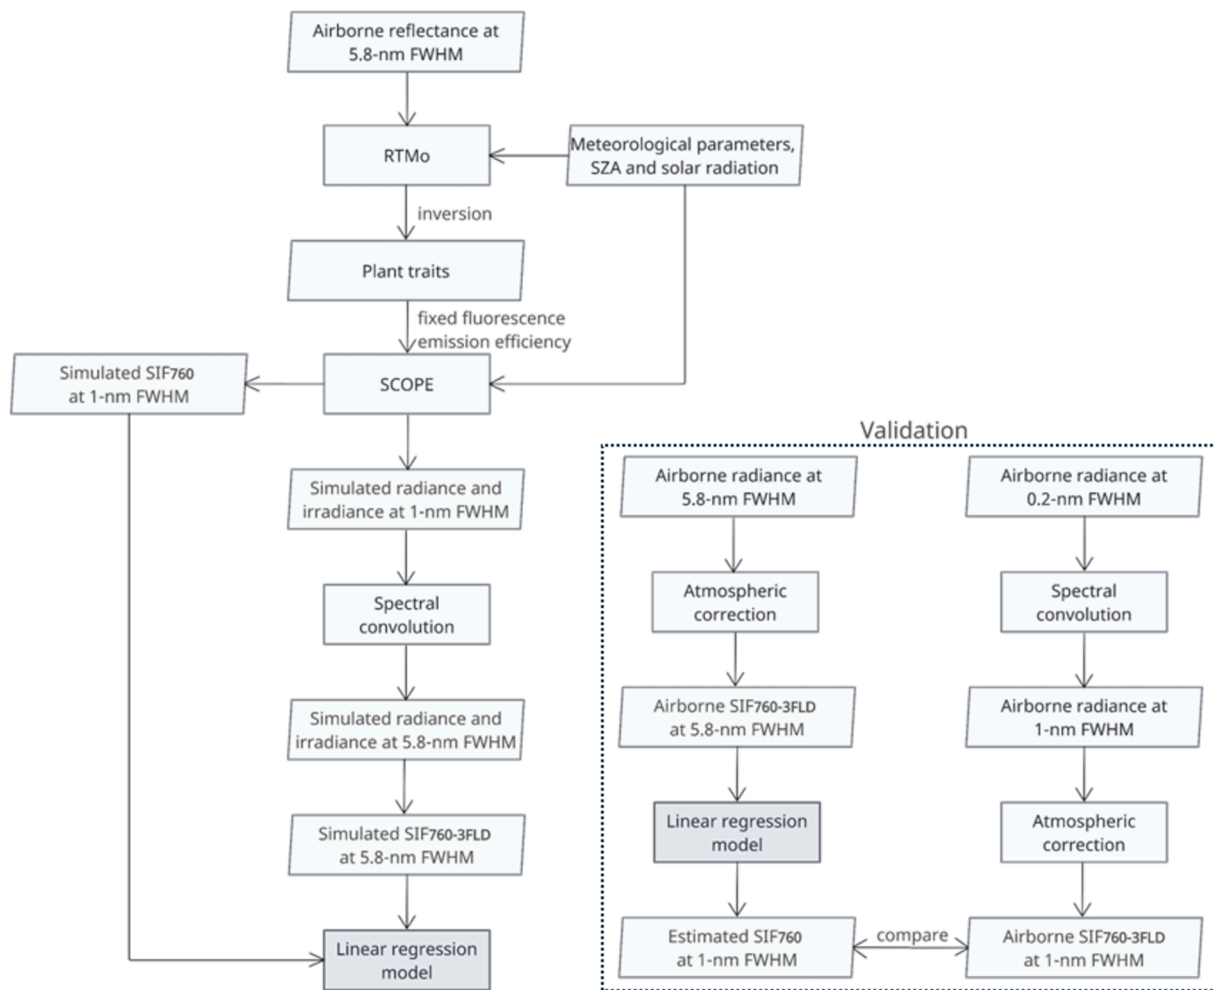 Airborne reflectance at
5.8-nm FWHM
RTMo
Meteorological parameters,
SZA and solar radiation
inversion
Plant traits
fixed fluorescence
emission efficiency
Simulated SIF760
at 1-nm FWHM
SCOPE
Simulated radiance and
irradiance at 1-nm FWHM
Spectral
convolution
Simulated radiance and
irradiance at 5.8-nm FWHM
Simulated SIF760-3FLD
at 5.8-nm FWHM
Linear regression
model
Validation
Airborne radiance at
5.8-nm FWHM
Atmospheric
correction
Airborne SIF760-3FLD
at 5.8-nm FWHM
Linear regression
model
Estimated SIF760
at 1-nm FWHM
compare
Airborne radiance at
0.2-nm FWHM
Spectral
convolution
Airborne radiance at
1-nm FWHM
Atmospheric
correction
Airborne SIF760-3FLD
at 1-nm FWHM